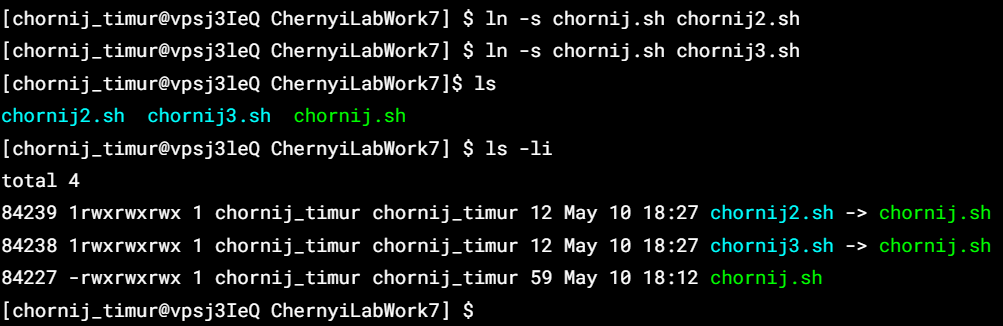 [chornij_timur@vpsj3IeQ ChernyiLabWork7] $ ln -s chornij.sh chornij2.sh
[chornij_timur@vpsj3leQ ChernyiLabWork7] $ ln -s chornij.sh chornij3.sh
[chornij_timur@vpsj3leQ ChernyiLabWork7]$ ls
chornij2.sh chornij3.sh chornij.sh
[chornij_timur@vpsj3leQ ChernyiLabWork7] $ ls -li
total 4
84239 1rwxrwxrwx 1 chornij_timur chornij_timur 12 May 10 18:27 chornij2.sh -> chornij.sh
84238 1rwxrwxrwx 1 chornij_timur chornij_timur 12 May 10 18:27 chornij3.sh -> chornij.sh
84227 -rwxrwxrwx 1 chornij_timur chornij_timur 59 May 10 18:12 chornij.sh
[chornij_timur@vpsj3IeQ ChernyiLabWork7] $